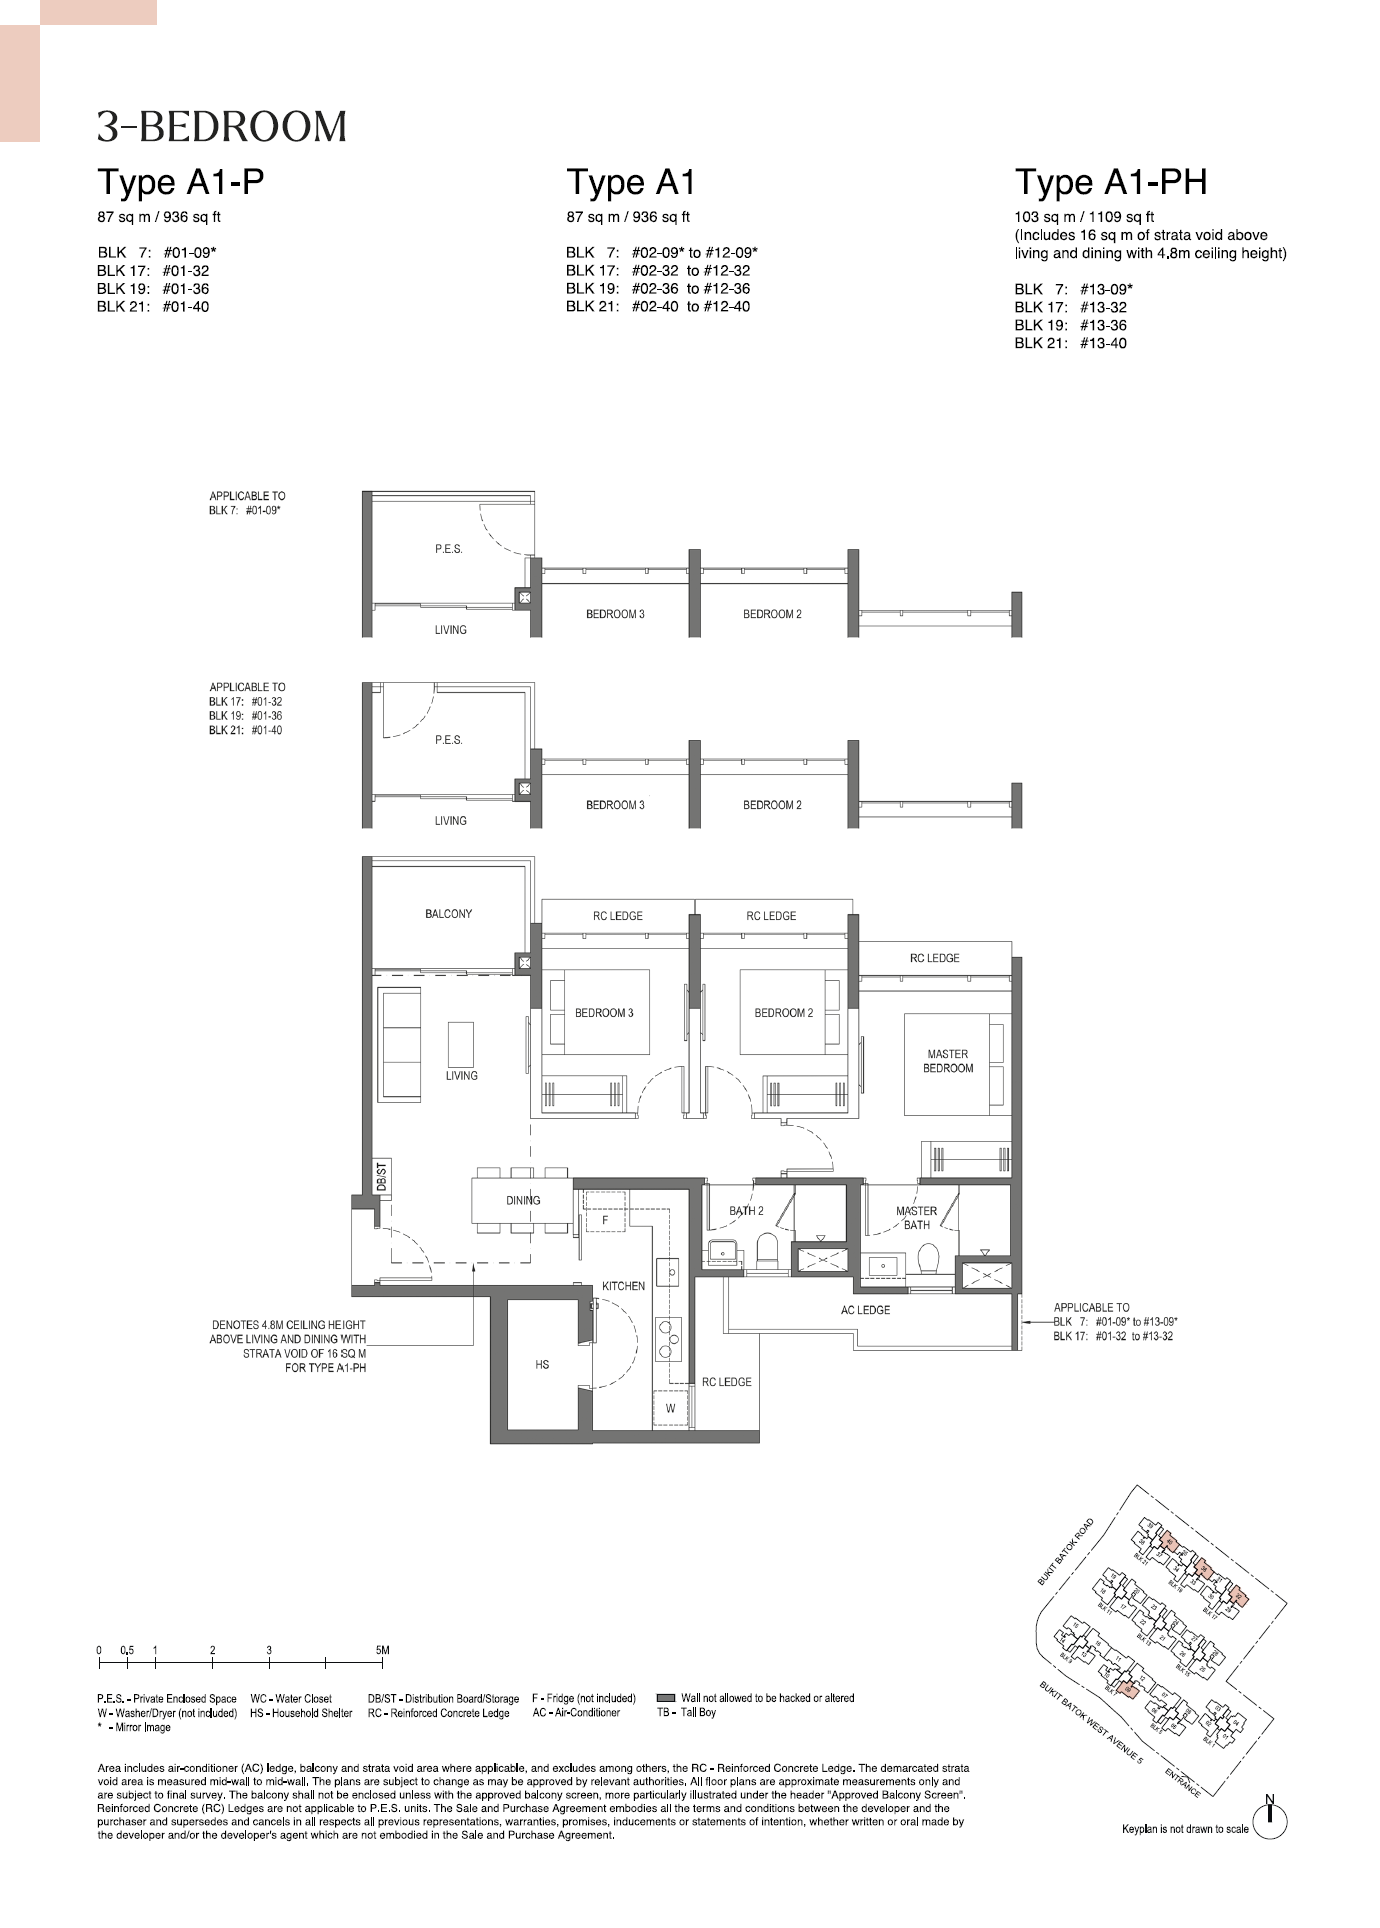 3-BEDROOM
Type A1-P
87 sq m / 936 sq ft
BLK 7: #01-09*
BLK 17: #01-32
BLK 19: #01-36
BLK 21: #01-40
Type A1
87 sq m / 936 sq ft
BLK 7: #02-09* to #12-09*
BLK 17: #02-32 to #12-32
BLK 19: #02-36 to #12-36
BLK 21: #02-40 to #12-40
Type A1-PH
103 sq m / 1109 sq ft
(Includes 16 sq m of strata void above
living and dining with 4.8m ceiling height)
BLK 7: #13-09*
BLK 17: #13-32
BLK 19: #13-36
BLK 21: #13-40
APPLICABLE TO
BLK 7: #01-09*
P.E.S.
LIVING
BEDROOM 3
BEDROOM 2
APPLICABLE TO
BLK 17: #01-32
BLK 19: #01-36
BLK 21: #01-40
P.E.S.
LIVING
BEDROOM 3
BEDROOM 2
BALCONY
RC LEDGE
RC LEDGE
RC LEDGE
BEDROOM 3
BEDROOM 2
MASTER
BEDROOM
LIVING
DB/ST
DINING
F
BATH 2
MASTER
BATH
KITCHEN
AC LEDGE
HS
RC LEDGE
W
DENOTES 4.8M CEILING HEIGHT
ABOVE LIVING AND DINING WITH
STRATA VOID OF 16 SQ M
FOR TYPE A1-PH
APPLICABLE TO
BLK 7: #01-09* to #13-09*
BLK 17: #01-32 to #13-32
0 0.5 1 2 3 5M
P.E.S. - Private Enclosed Space
W - Washer/Dryer (not included)
* - Mirror Image
WC - Water Closet
HS - Household Shelter
DB/ST - Distribution Board/Storage
RC - Reinforced Concrete Ledge
F - Fridge (not included)
AC - Air-Conditioner
Wall not allowed to be hacked or altered
TB - Tall Boy
Area includes air-conditioner (AC) ledge, balcony and strata void area where applicable, and excludes among others, the RC - Reinforced Concrete Ledge. The demarcated strata
void area is measured mid-wall to mid-wall, The plans are subject to change as may be approved by relevant authorities, All floor plans are approximate measurements only and
are subject to final survey. The balcony shall not be enclosed unless with the approved balcony screen, more particularly illustrated under the header "Approved Balcony Screen".
Reinforced Concrete (RC) Ledges are not applicable to P.E.S. units. The Sale and Purchase Agreement embodies all the terms and conditions between the developer and the
purchaser and supersedes and cancels in all respects all previous representations, warranties, promises, inducements or statements of intention, whether written or oral made by
the developer and/or the developer's agent which are not embodied in the Sale and Purchase Agreement.
BUKIT BATOK ROAD
BLK 21
BLK 19
BLK 17
BLK 11
BLK 13
BLK 15
BLK 9
BLK 7
BLK 5
BLK 1
BUKIT BATOK WEST AVENUE 5
ENTRANCE
N
Keyplan is not drawn to scale